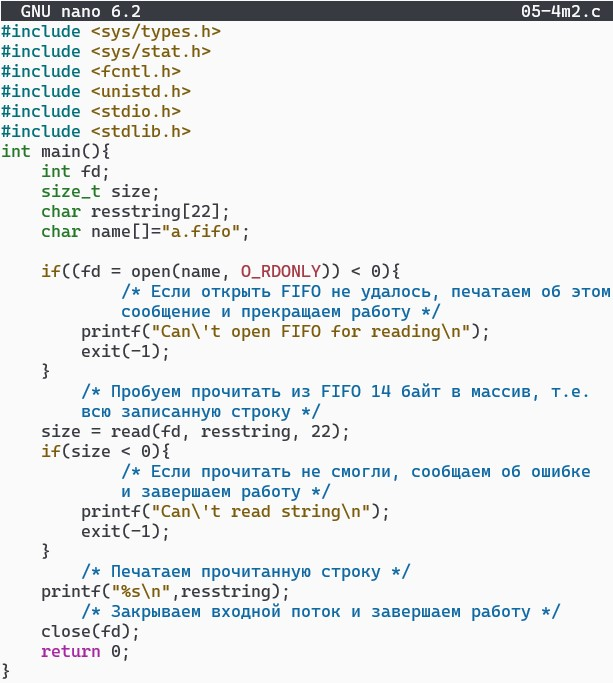 GNU nano 6.2 05-4m2.c
#include <sys/types.h>
#include <sys/stat.h>
#include <fcntl.h>
#include <unistd.h>
#include <stdio.h>
#include <stdlib.h>
int main(){
    int fd;
    size_t size;
    char resstring[22];
    char name[]="a.fifo";

    if((fd = open(name, O_RDONLY)) < 0){
            /* Если открыть FIFO не удалось, печатаем об этом
            сообщение и прекращаем работу */
        printf("Can\'t open FIFO for reading\n");
        exit(-1);
    }
        /* Пробуем прочитать из FIFO 14 байт в массив, т.е.
        всю записанную строку */
    size = read(fd, resstring, 22);
    if(size < 0){
            /* Если прочитать не смогли, сообщаем об ошибке
            и завершаем работу */
        printf("Can\'t read string\n");
        exit(-1);
    }
        /* Печатаем прочитанную строку */
    printf("%s\n",resstring);
        /* Закрываем входной поток и завершаем работу */
    close(fd);
    return 0;
}